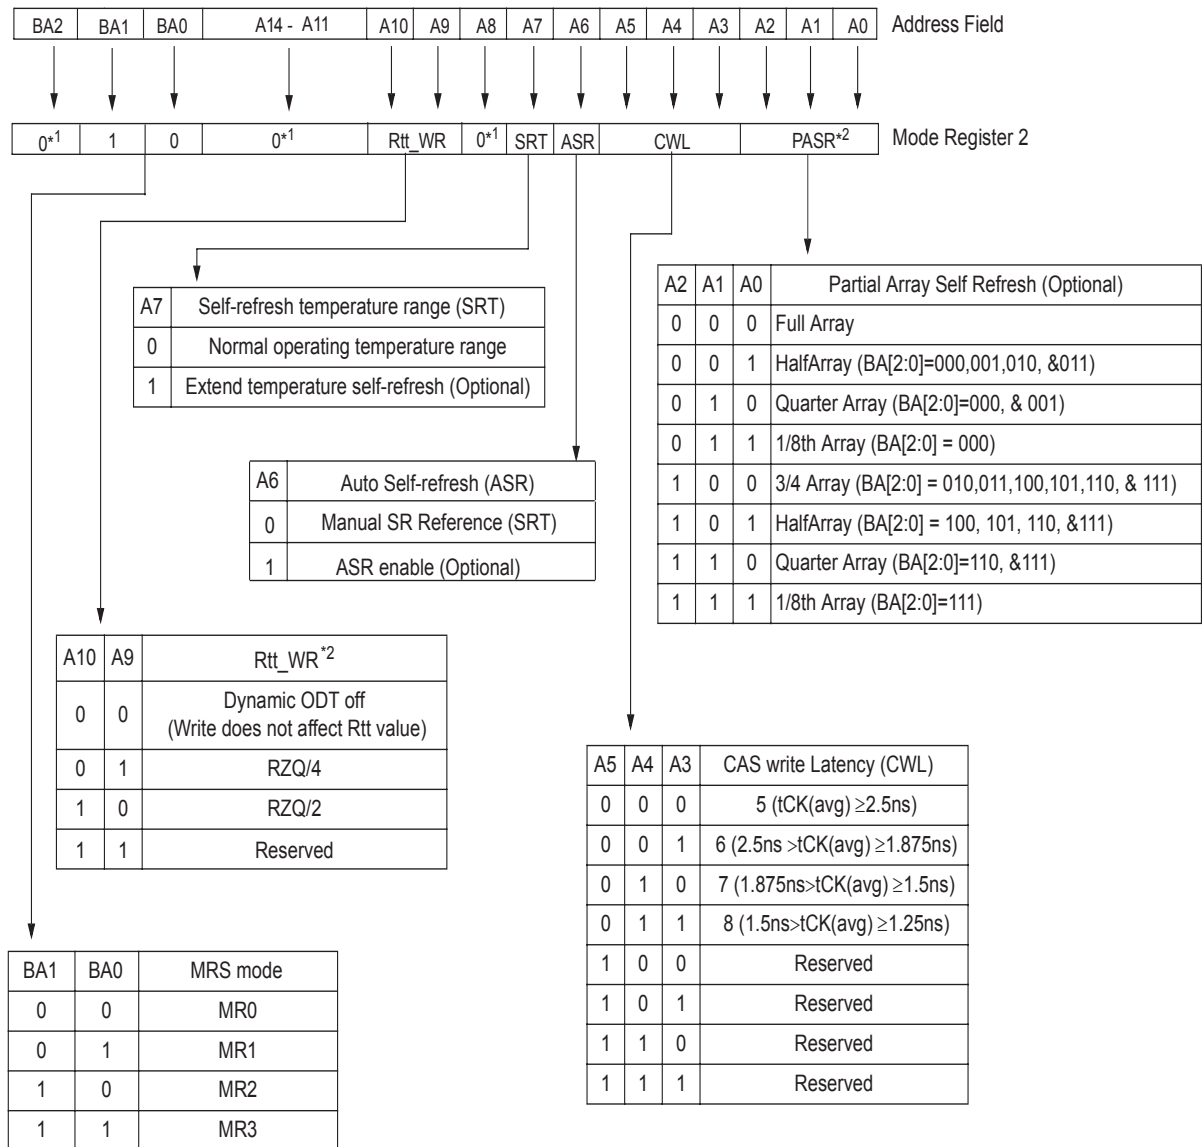 BA2 BA1 BA0 A14 - A11 A10 A9 A8 A7 A6 A5 A4 A3 A2 A1 A0 Address Field
0*1 1 0 0*1 Rtt_WR 0*1 SRT ASR CWL PASR*2 Mode Register 2
A7 Self-refresh temperature range (SRT)
0 Normal operating temperature range
1 Extend temperature self-refresh (Optional)
A2 A1 A0 Partial Array Self Refresh (Optional)
0 0 0 Full Array
0 0 1 HalfArray (BA[2:0]=000,001,010, &011)
0 1 0 Quarter Array (BA[2:0]=000, & 001)
0 1 1 1/8th Array (BA[2:0] = 000)
1 0 0 3/4 Array (BA[2:0] = 010,011,100,101,110, & 111)
1 0 1 HalfArray (BA[2:0] = 100, 101, 110, &111)
1 1 0 Quarter Array (BA[2:0]=110, &111)
1 1 1 1/8th Array (BA[2:0]=111)
A6 Auto Self-refresh (ASR)
0 Manual SR Reference (SRT)
1 ASR enable (Optional)
A10 A9 Rtt_WR*2
0 0 Dynamic ODT off
(Write does not affect Rtt value)
0 1 RZQ/4
1 0 RZQ/2
1 1 Reserved
A5 A4 A3 CAS write Latency (CWL)
0 0 0 5 (tCK(avg) ≥2.5ns)
0 0 1 6 (2.5ns >tCK(avg) ≥1.875ns)
0 1 0 7 (1.875ns>tCK(avg) ≥1.5ns)
0 1 1 8 (1.5ns>tCK(avg) ≥1.25ns)
1 0 0 Reserved
1 0 1 Reserved
1 1 0 Reserved
1 1 1 Reserved
BA1 BA0 MRS mode
0 0 MR0
0 1 MR1
1 0 MR2
1 1 MR3